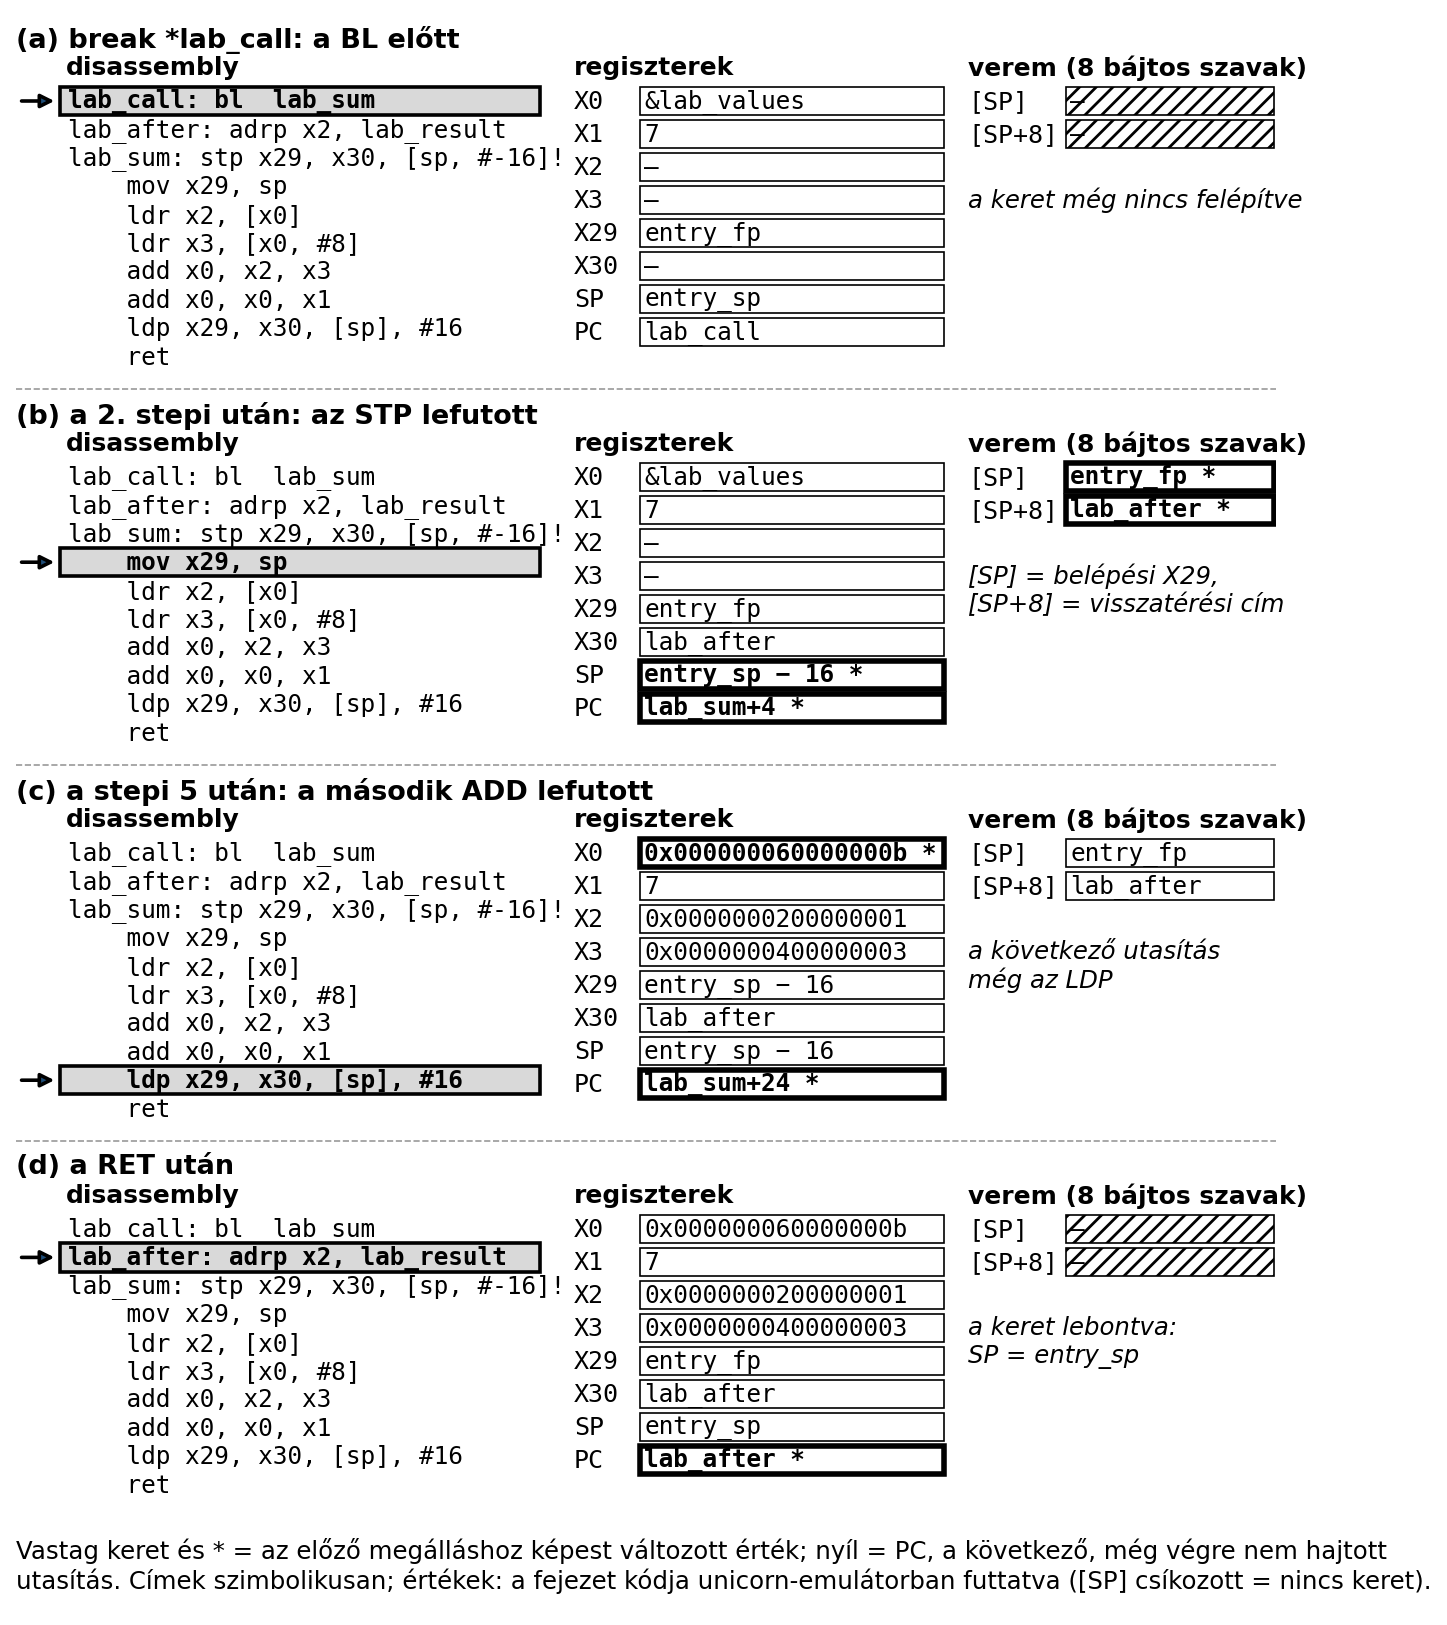 (a) break *lab_call: a BL előtt
disassembly regiszterek verem (8 bájtos szavak)
lab_call: bl  lab_sum X0 &lab_values [SP] –
lab_after: adrp x2, lab_result X1 7 [SP+8] –
lab_sum: stp x29, x30, [sp, #-16]! X2 –
mov x29, sp X3 – a keret még nincs felépítve
ldr x2, [x0] X29 entry_fp
ldr x3, [x0, #8] X30 –
add x0, x2, x3 SP entry_sp
add x0, x0, x1 PC lab_call
ldp x29, x30, [sp], #16
ret
(b) a 2. stepi után: az STP lefutott
disassembly regiszterek verem (8 bájtos szavak)
lab_call: bl  lab_sum X0 &lab_values [SP] entry_fp *
lab_after: adrp x2, lab_result X1 7 [SP+8] lab_after *
lab_sum: stp x29, x30, [sp, #-16]! X2 –
mov x29, sp X3 – [SP] = belépési X29,
ldr x2, [x0] X29 entry_fp [SP+8] = visszatérési cím
ldr x3, [x0, #8] X30 lab_after
add x0, x2, x3 SP entry_sp − 16 *
add x0, x0, x1 PC lab_sum+4 *
ldp x29, x30, [sp], #16
ret
(c) a stepi 5 után: a második ADD lefutott
disassembly regiszterek verem (8 bájtos szavak)
lab_call: bl  lab_sum X0 0x000000060000000b * [SP] entry_fp
lab_after: adrp x2, lab_result X1 7 [SP+8] lab_after
lab_sum: stp x29, x30, [sp, #-16]! X2 0x0000000200000001
mov x29, sp X3 0x0000000400000003 a következő utasítás
ldr x2, [x0] X29 entry_sp − 16 még az LDP
ldr x3, [x0, #8] X30 lab_after
add x0, x2, x3 SP entry_sp − 16
add x0, x0, x1 PC lab_sum+24 *
ldp x29, x30, [sp], #16
ret
(d) a RET után
disassembly regiszterek verem (8 bájtos szavak)
lab_call: bl  lab_sum X0 0x000000060000000b [SP] –
lab_after: adrp x2, lab_result X1 7 [SP+8] –
lab_sum: stp x29, x30, [sp, #-16]! X2 0x0000000200000001
mov x29, sp X3 0x0000000400000003 a keret lebontva:
ldr x2, [x0] X29 entry_fp SP = entry_sp
ldr x3, [x0, #8] X30 lab_after
add x0, x2, x3 SP entry_sp
add x0, x0, x1 PC lab_after *
ldp x29, x30, [sp], #16
ret
Vastag keret és * = az előző megálláshoz képest változott érték; nyíl = PC, a következő, még végre nem hajtott
utasítás. Címek szimbolikusan; értékek: a fejezet kódja unicorn-emulátorban futtatva ([SP] csíkozott = nincs keret).